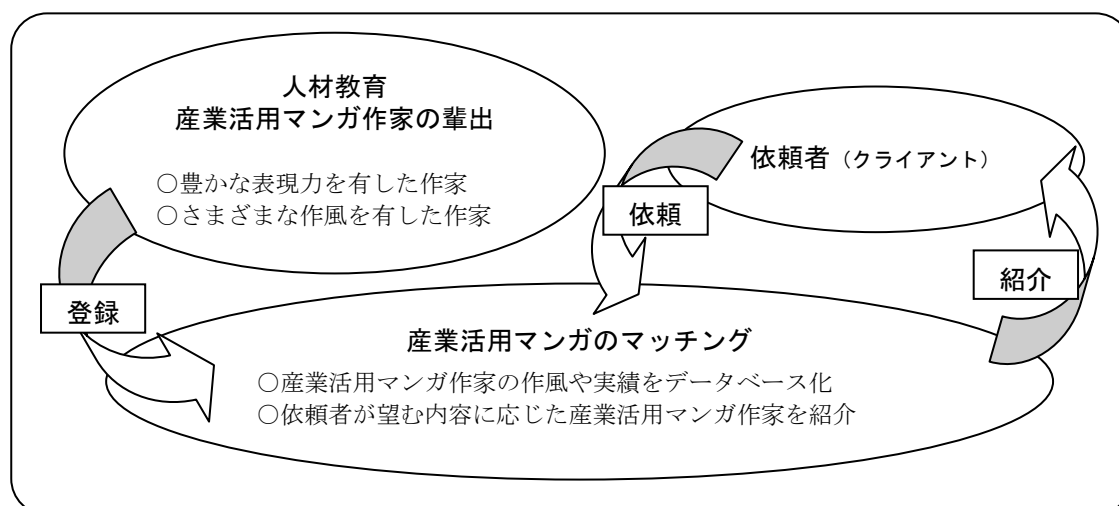 人材教育
産業活用マンガ作家の輩出
○豊かな表現力を有した作家
○さまざまな作風を有した作家
依頼者（クライアント）
依頼
紹介
登録
産業活用マンガのマッチング
○産業活用マンガ作家の作風や実績をデータベース化
○依頼者が望む内容に応じた産業活用マンガ作家を紹介